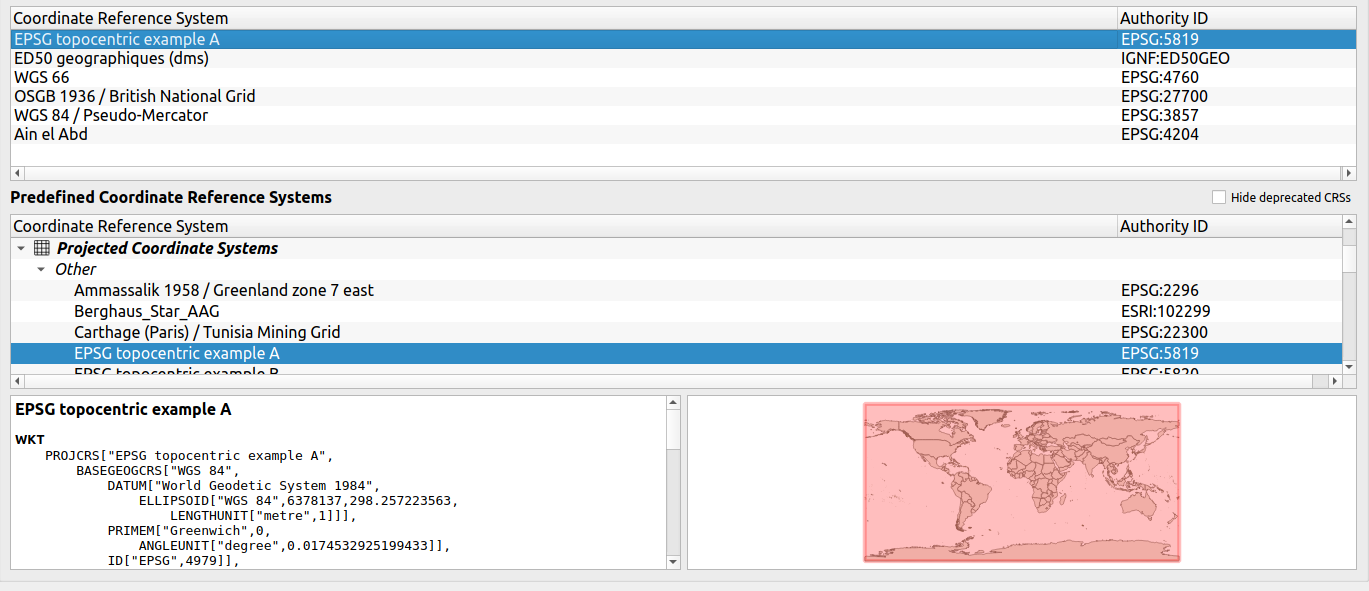 Coordinate Reference System Authority ID
EPSG topocentric example A EPSG:5819
ED50 geographiques (dms) IGNF:ED50GEO
WGS 66 EPSG:4760
OSGB 1936 / British National Grid EPSG:27700
WGS 84 / Pseudo-Mercator EPSG:3857
Ain el Abd EPSG:4204
Predefined Coordinate Reference Systems Hide deprecated CRSs
Coordinate Reference System Authority ID
Projected Coordinate Systems
Other
Ammassalik 1958 / Greenland zone 7 east EPSG:2296
Berghaus_Star_AAG ESRI:102299
Carthage (Paris) / Tunisia Mining Grid EPSG:22300
EPSG topocentric example A EPSG:5819
EPSG topocentric example B EPSG:5820
EPSG topocentric example A
WKT
PROJCRS["EPSG topocentric example A",
BASEGEOGCRS["WGS 84",
DATUM["World Geodetic System 1984",
ELLIPSOID["WGS 84",6378137,298.257223563,
LENGTHUNIT["metre",1]]],
PRIMEM["Greenwich",0,
ANGLEUNIT["degree",0.0174532925199433]],
ID["EPSG",4979]],